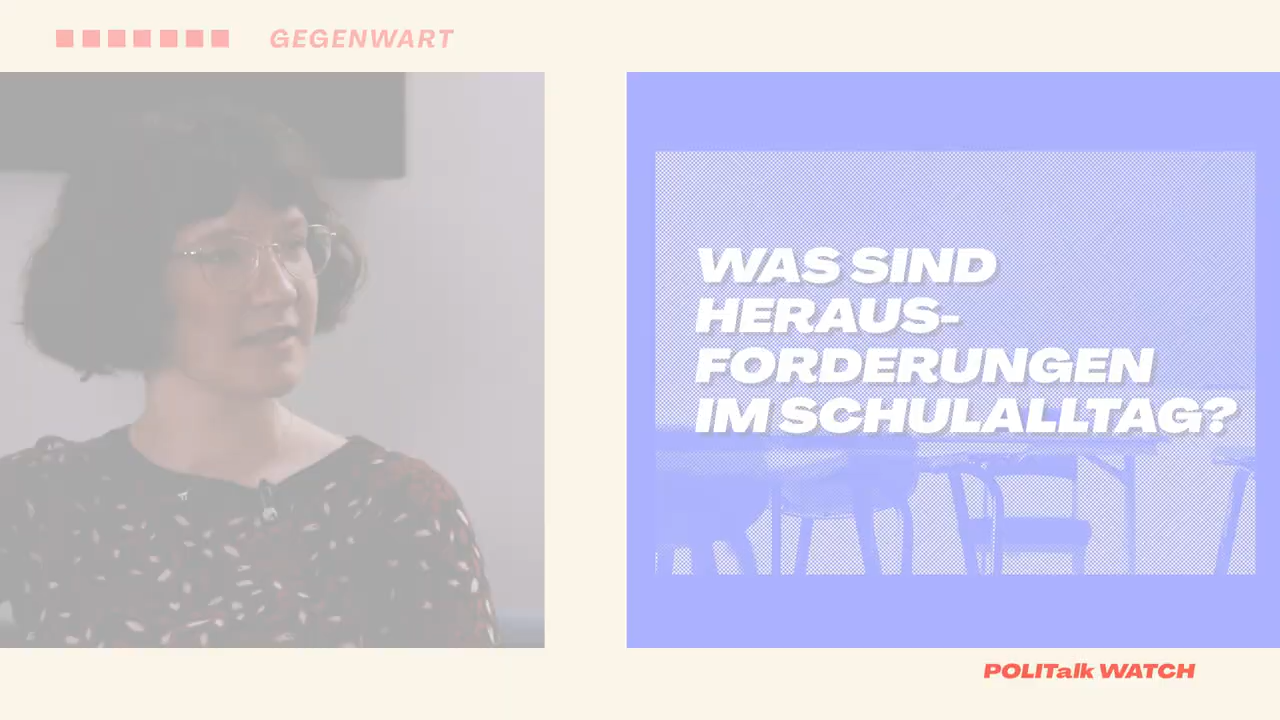 GEGENWART
WAS SIND
HERAUS-
FORDERUNGEN
IM SCHULALLTAG?
POLITalk WATCH